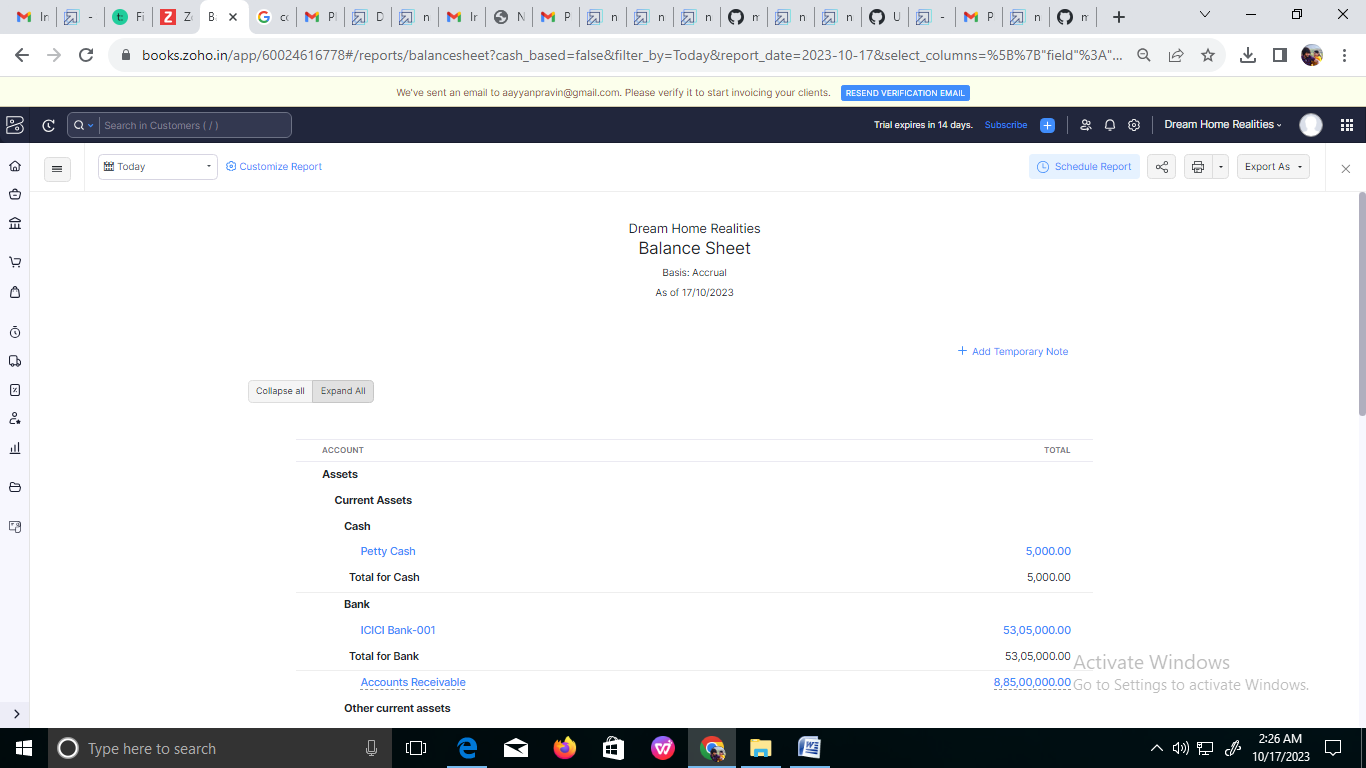 In
-
Fi
Z
B
c
P
D
n
In
N
P
n
n
n
m
n
n
U
-
P
n
m
books.zoho.in/app/60024616778#/reports/balancesheet?cash_based=false&filter_by=Today&report_date=2023-10-17&select_columns=%5B%7B"field"%3A"...
We've sent an email to aayyanpravin@gmail.com. Please verify it to start invoicing your clients. RESEND VERIFICATION EMAIL
Search in Customers ( / ) Trial expires in 14 days. Subscribe Dream Home Realities
Today Customize Report Schedule Report Export As
Dream Home Realities
Balance Sheet
Basis: Accrual
As of 17/10/2023
+ Add Temporary Note
Collapse all Expand All
ACCOUNT TOTAL
Assets
Current Assets
Cash
Petty Cash 5,000.00
Total for Cash 5,000.00
Bank
ICICI Bank-001 53,05,000.00
Total for Bank 53,05,000.00
Accounts Receivable 8,85,00,000.00
Other current assets
Activate Windows
Go to Settings to activate Windows.
Type here to search
2:26 AM
10/17/2023